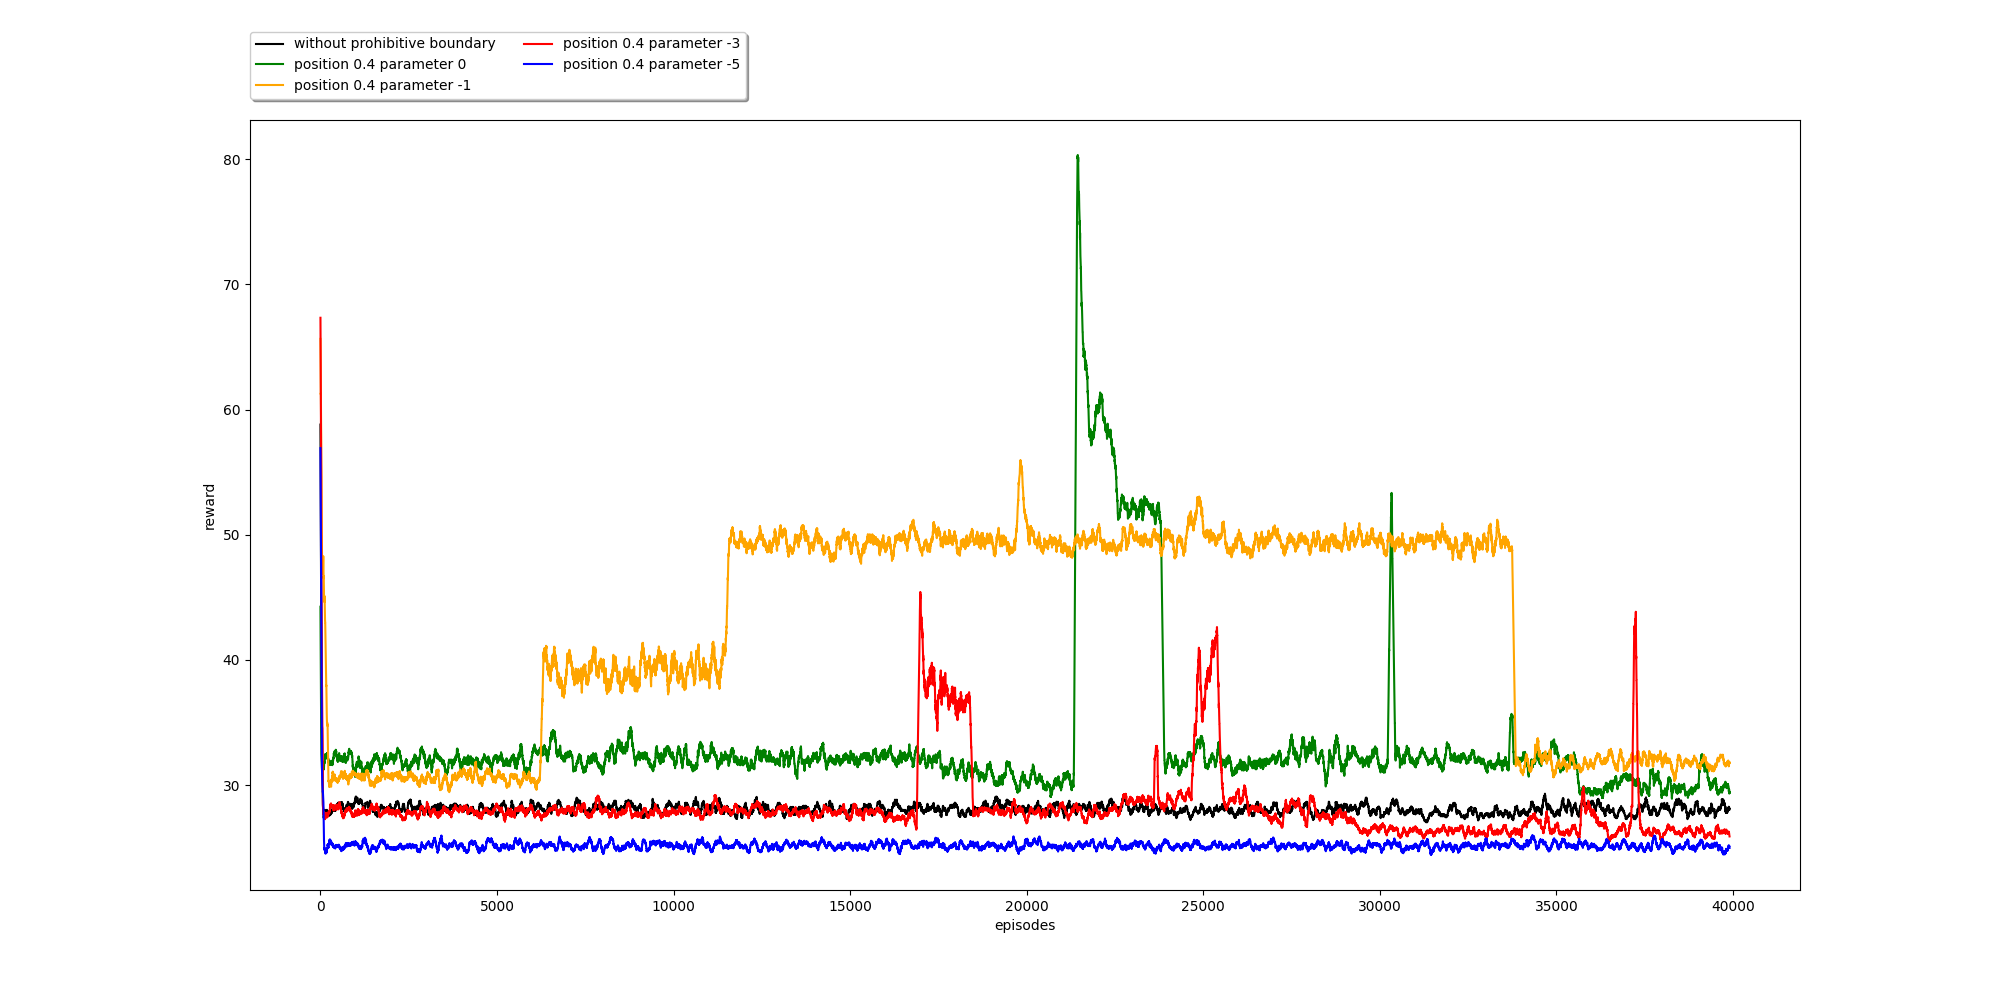 without prohibitive boundary
position 0.4 parameter 0
position 0.4 parameter -1
position 0.4 parameter -3
position 0.4 parameter -5
80
70
60
50
40
30
reward
0 5000 10000 15000 20000 25000 30000 35000 40000
episodes